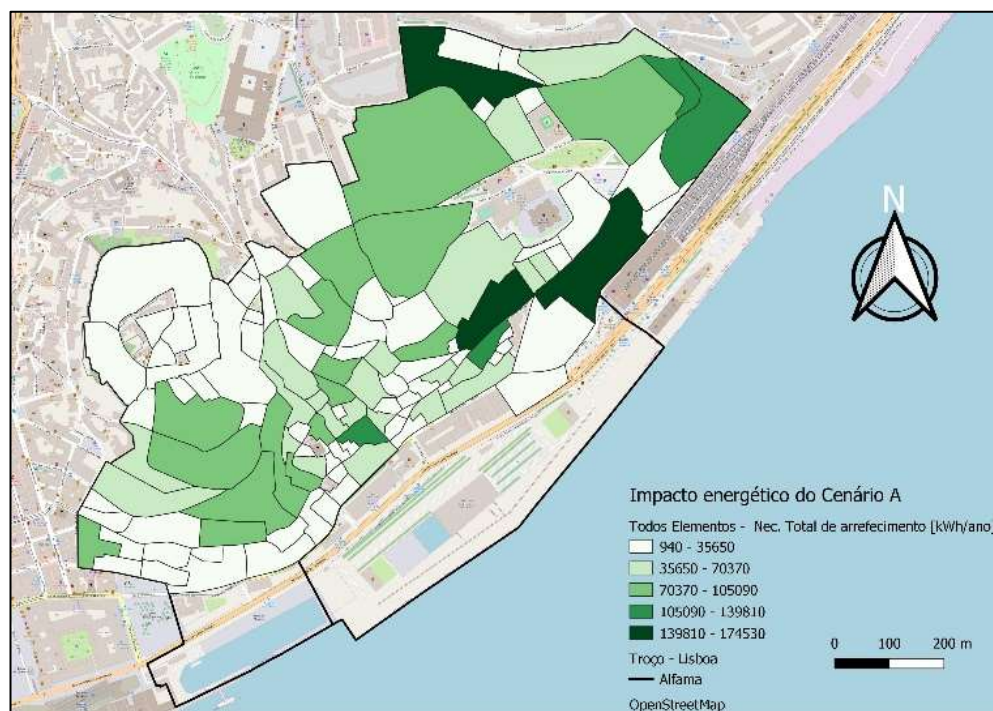 N
Impacto energético do Cenário A
Todos Elementos - Nec. Total de arrefecimento [kWh/ano]
940 - 35650
35650 - 70370
70370 - 105090
105090 - 139810
139810 - 174530
Troço - Lisboa
Alfama
OpenStreetMap
0 100 200 m